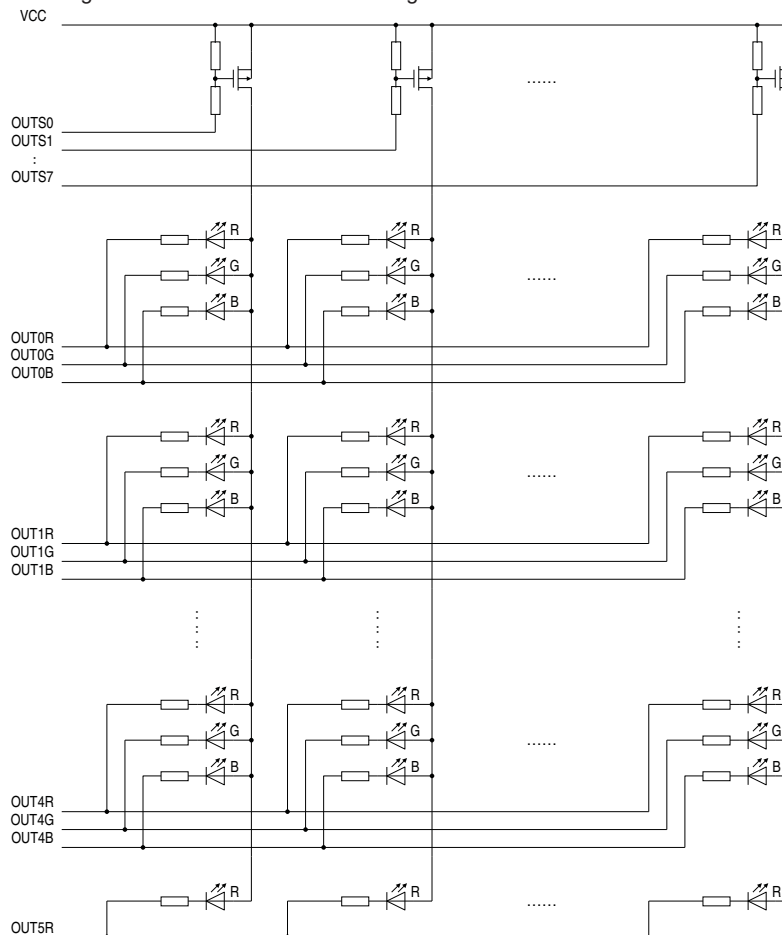 VCC
......
OUTS0
OUTS1
:
OUTS7
R R R
G G ...... G
B B B
OUT0R
OUT0G
OUT0B
R R R
G G ...... G
B B B
OUT1R
OUT1G
OUT1B
...... ...... ......
R R R
G G ...... G
B B B
OUT4R
OUT4G
OUT4B
R R ...... R
OUT5R